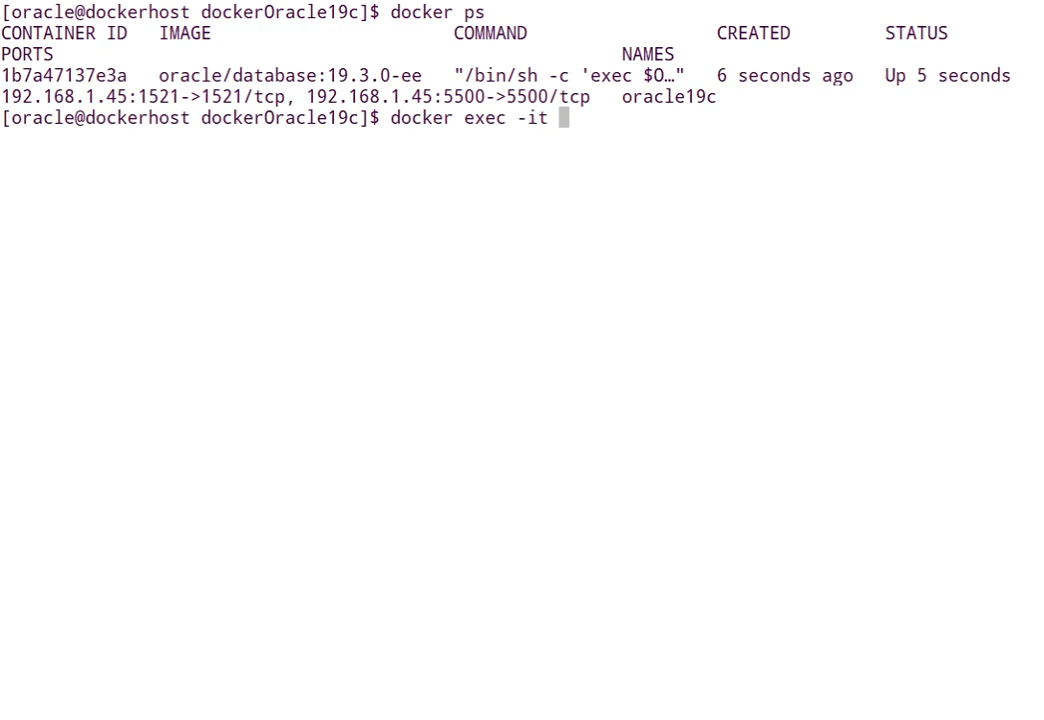 [oracle@dockerhost dockerOracle19c]$ docker ps
CONTAINER ID   IMAGE                       COMMAND                  CREATED         STATUS
PORTS                                                      NAMES
1b7a47137e3a   oracle/database:19.3.0-ee   "/bin/sh -c 'exec $O…"   6 seconds ago   Up 5 seconds
192.168.1.45:1521->1521/tcp, 192.168.1.45:5500->5500/tcp   oracle19c
[oracle@dockerhost dockerOracle19c]$ docker exec -it